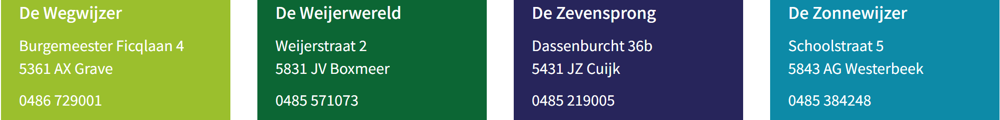 De Wegwijzer
Burgemeester Ficqlaan 4
5361 AX Grave
0486 729001
De Weijerwereld
Weijerstraat 2
5831 JV Boxmeer
0485 571073
De Zevensprong
Dassenburcht 36b
5431 JZ Cuijk
0485 219005
De Zonnewijzer
Schoolstraat 5
5843 AG Westerbeek
0485 384248